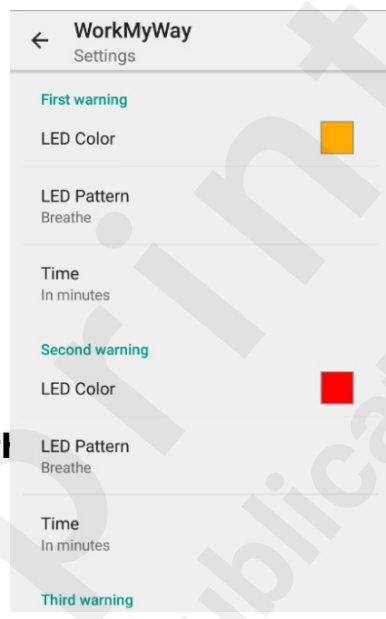 WorkMyWay
Settings
First warning
LED Color
LED Pattern
Breathe
Time
In minutes
Second warning
LED Color
LED Pattern
Breathe
Time
In minutes
Third warning